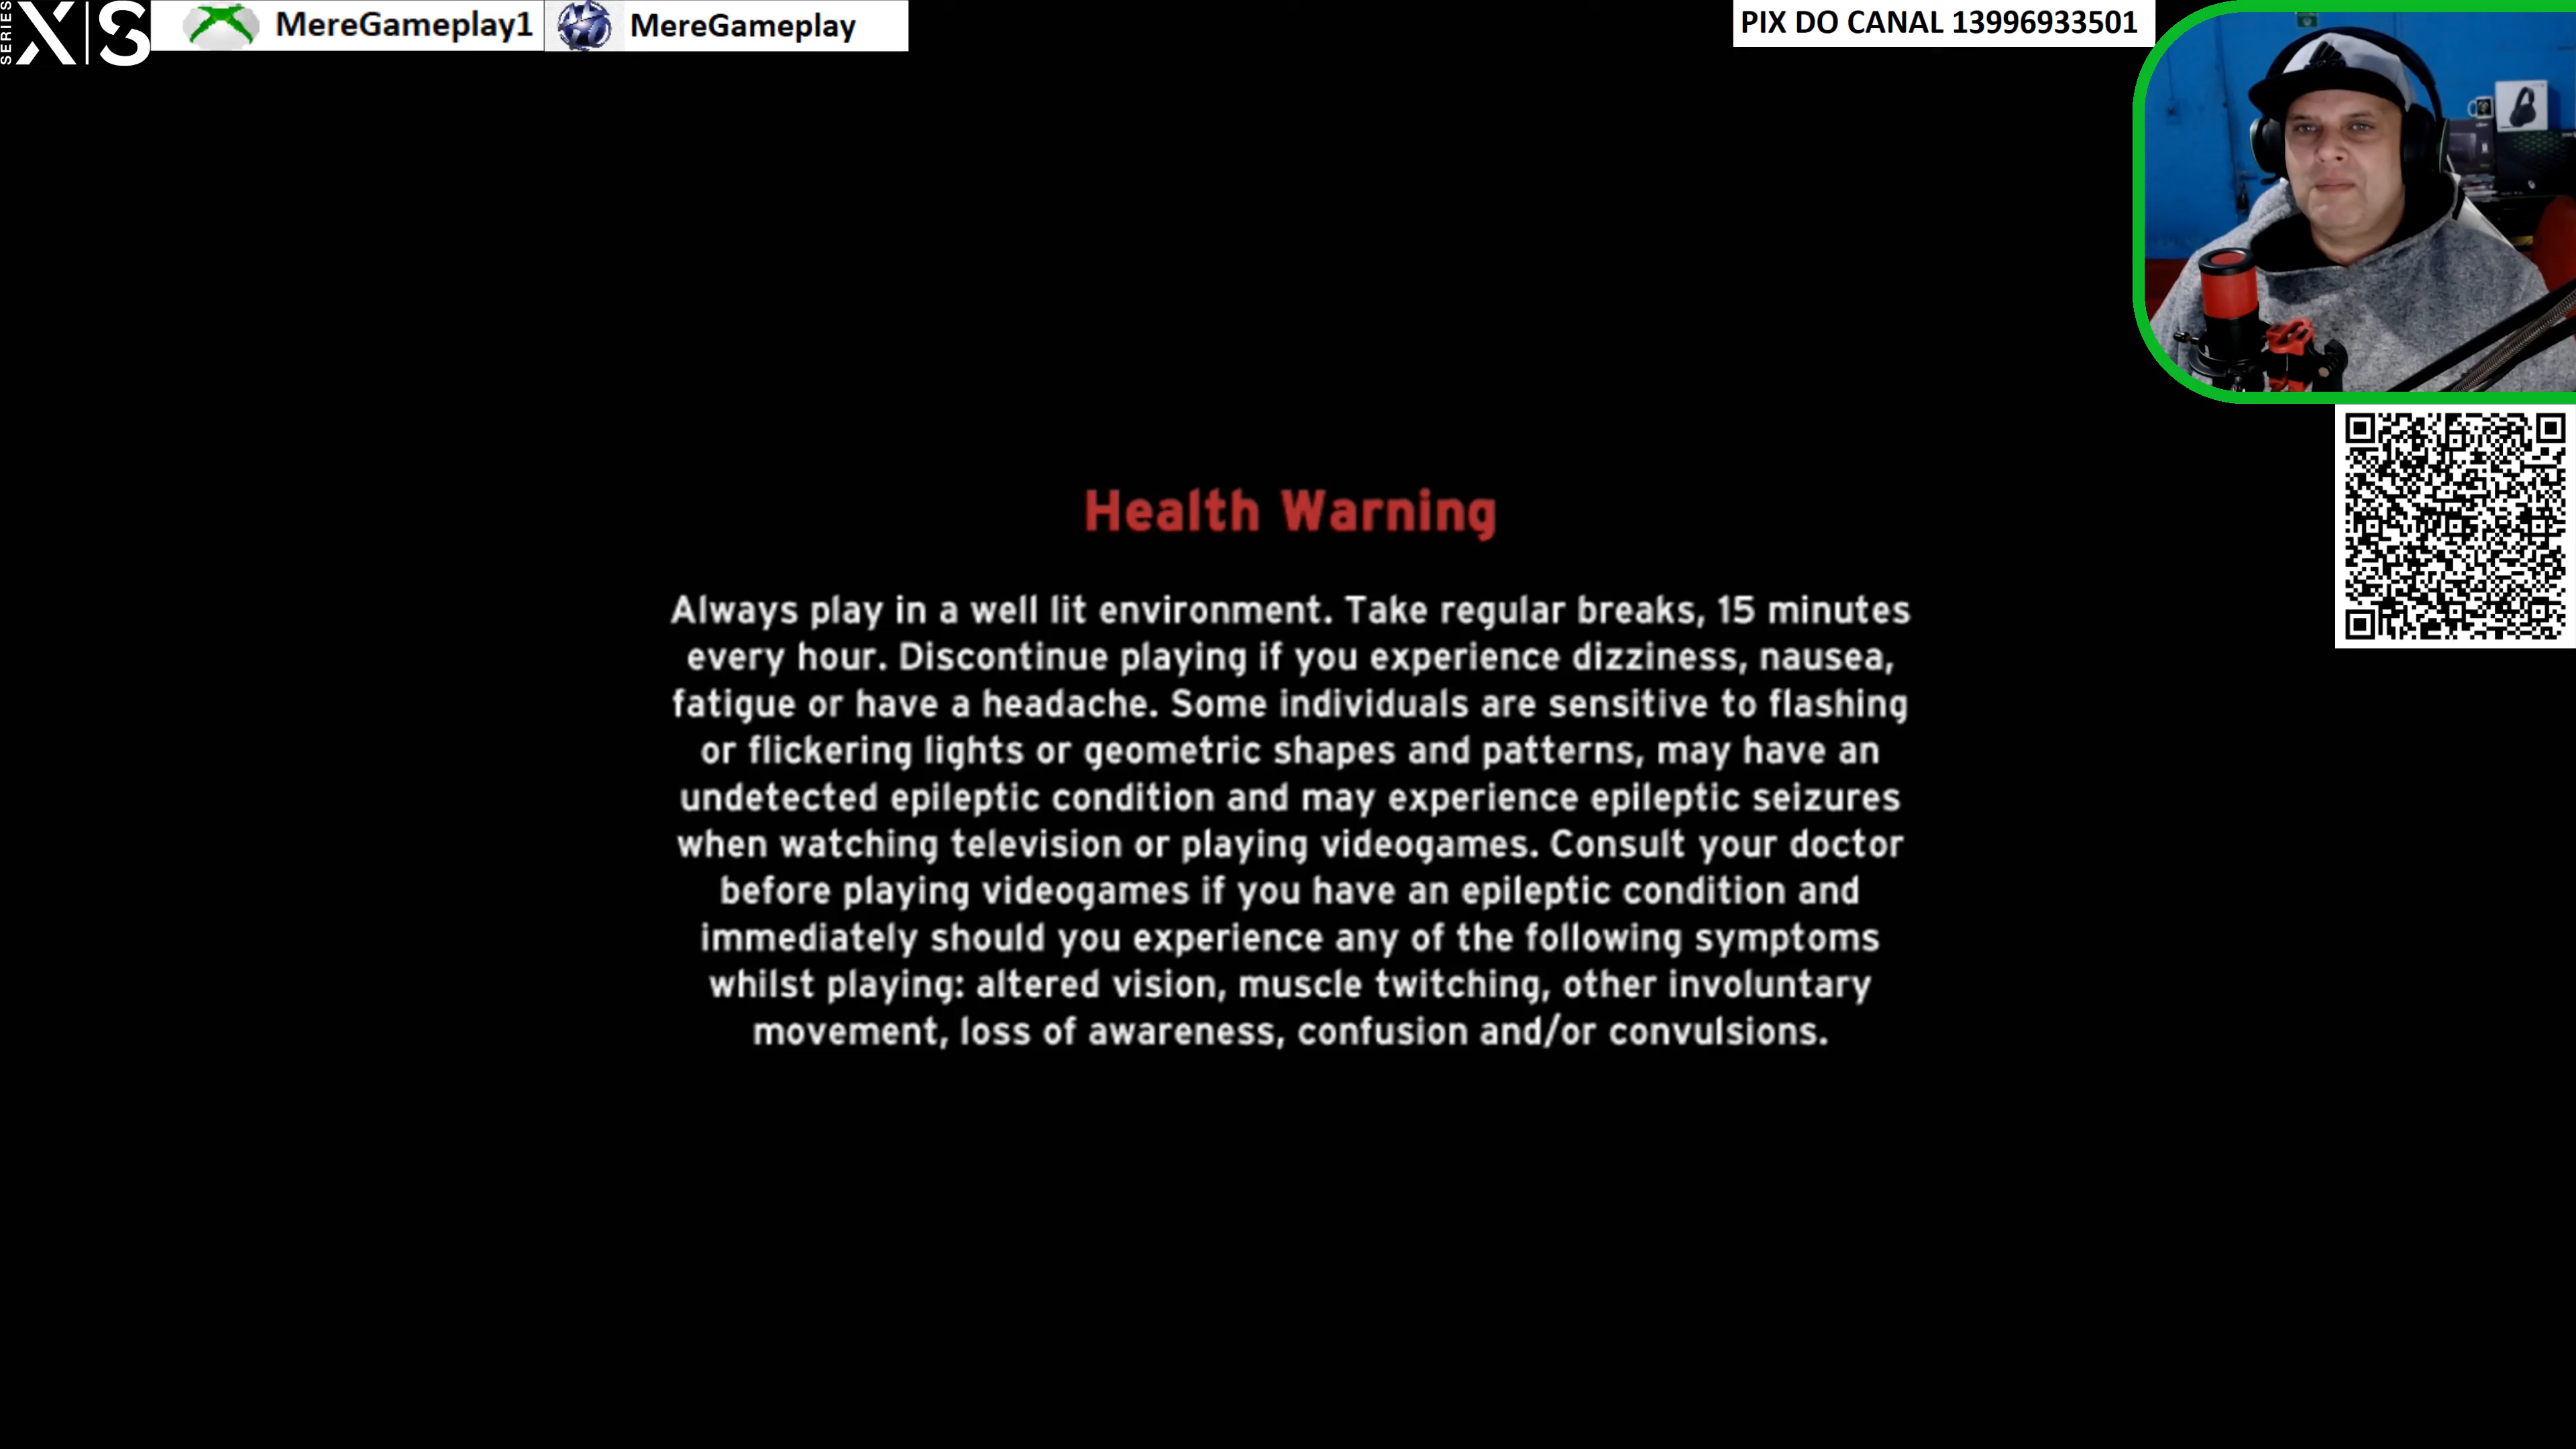 SERIES X|S
MereGameplay1
MereGameplay
PIX DO CANAL 13996933501
Health Warning
Always play in a well lit environment. Take regular breaks, 15 minutes
every hour. Discontinue playing if you experience dizziness, nausea,
fatigue or have a headache. Some individuals are sensitive to flashing
or flickering lights or geometric shapes and patterns, may have an
undetected epileptic condition and may experience epileptic seizures
when watching television or playing videogames. Consult your doctor
before playing videogames if you have an epileptic condition and
immediately should you experience any of the following symptoms
whilst playing: altered vision, muscle twitching, other involuntary
movement, loss of awareness, confusion and/or convulsions.